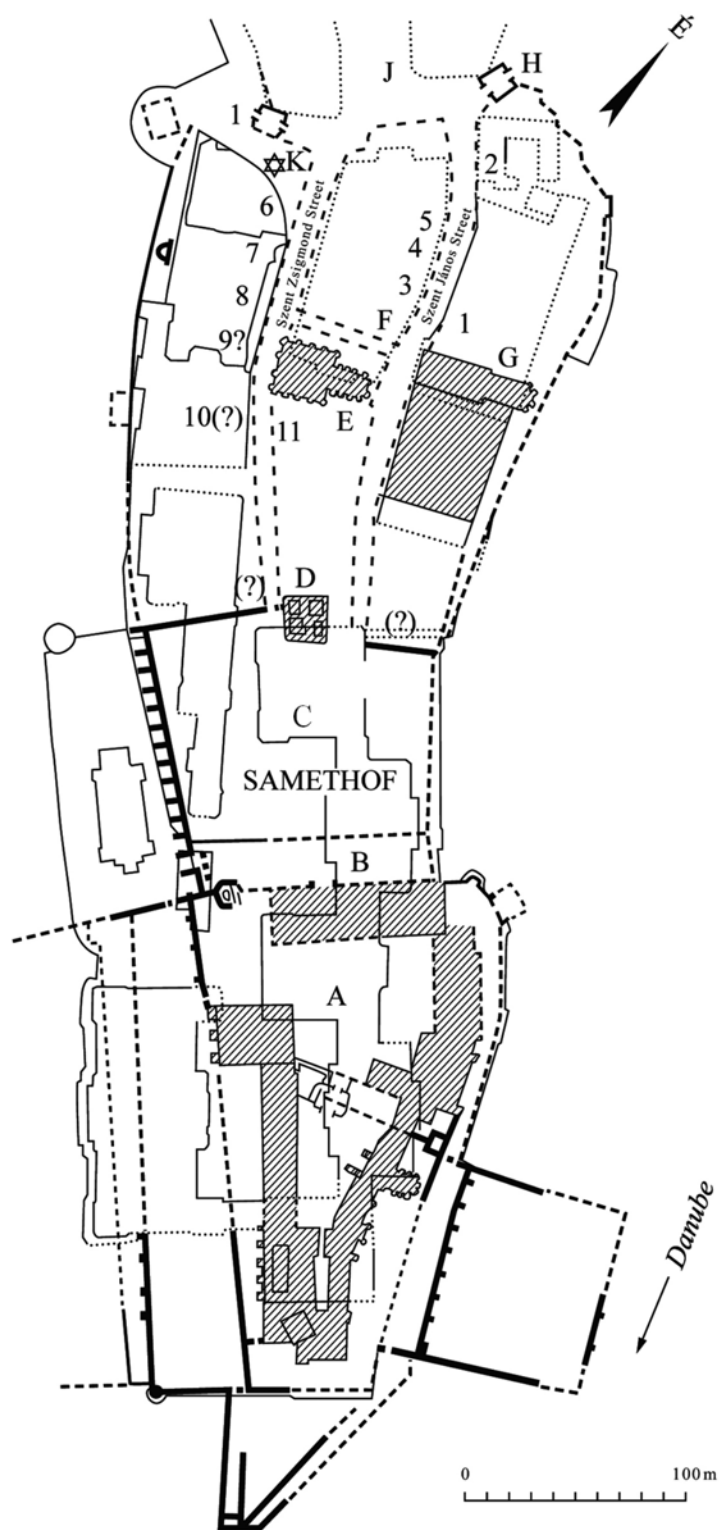 É
H
J
1
K
2
6
Szent Zsigmond Street
5
7
4
Szent János Street
8
3
F
1
9?
G
10(?)
11
E
(?)
D
(?)
C
SAMETHOF
B
A
Danube
0
100 m